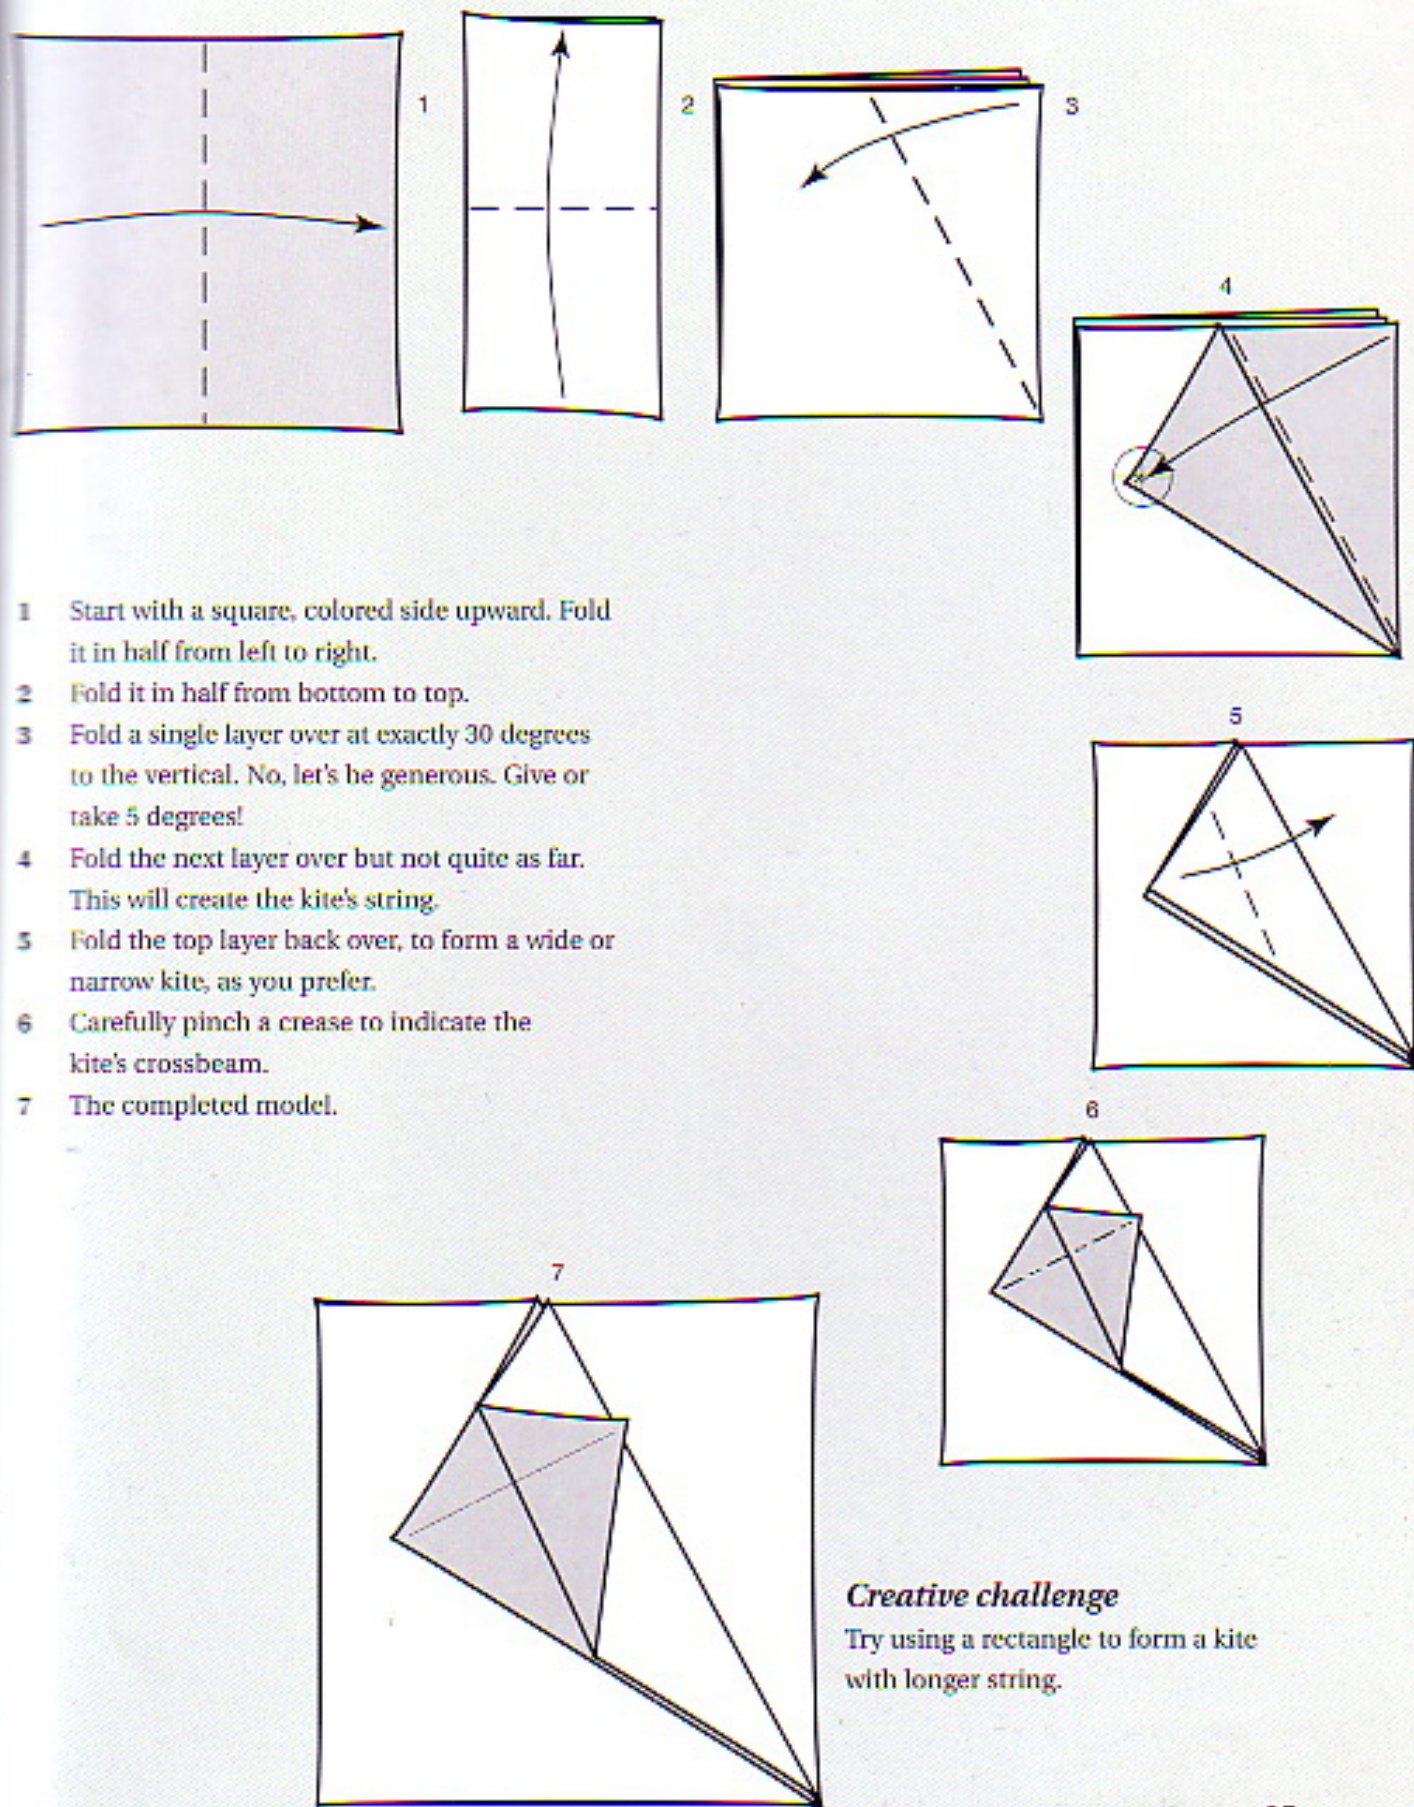 1
2
3
4
5
6
7
1 Start with a square, colored side upward. Fold
it in half from left to right.
2 Fold it in half from bottom to top.
3 Fold a single layer over at exactly 30 degrees
to the vertical. No, let's be generous. Give or
take 5 degrees!
4 Fold the next layer over but not quite as far.
This will create the kite's string.
5 Fold the top layer back over, to form a wide or
narrow kite, as you prefer.
6 Carefully pinch a crease to indicate the
kite's crossbeam.
7 The completed model.
Creative challenge
Try using a rectangle to form a kite
with longer string.